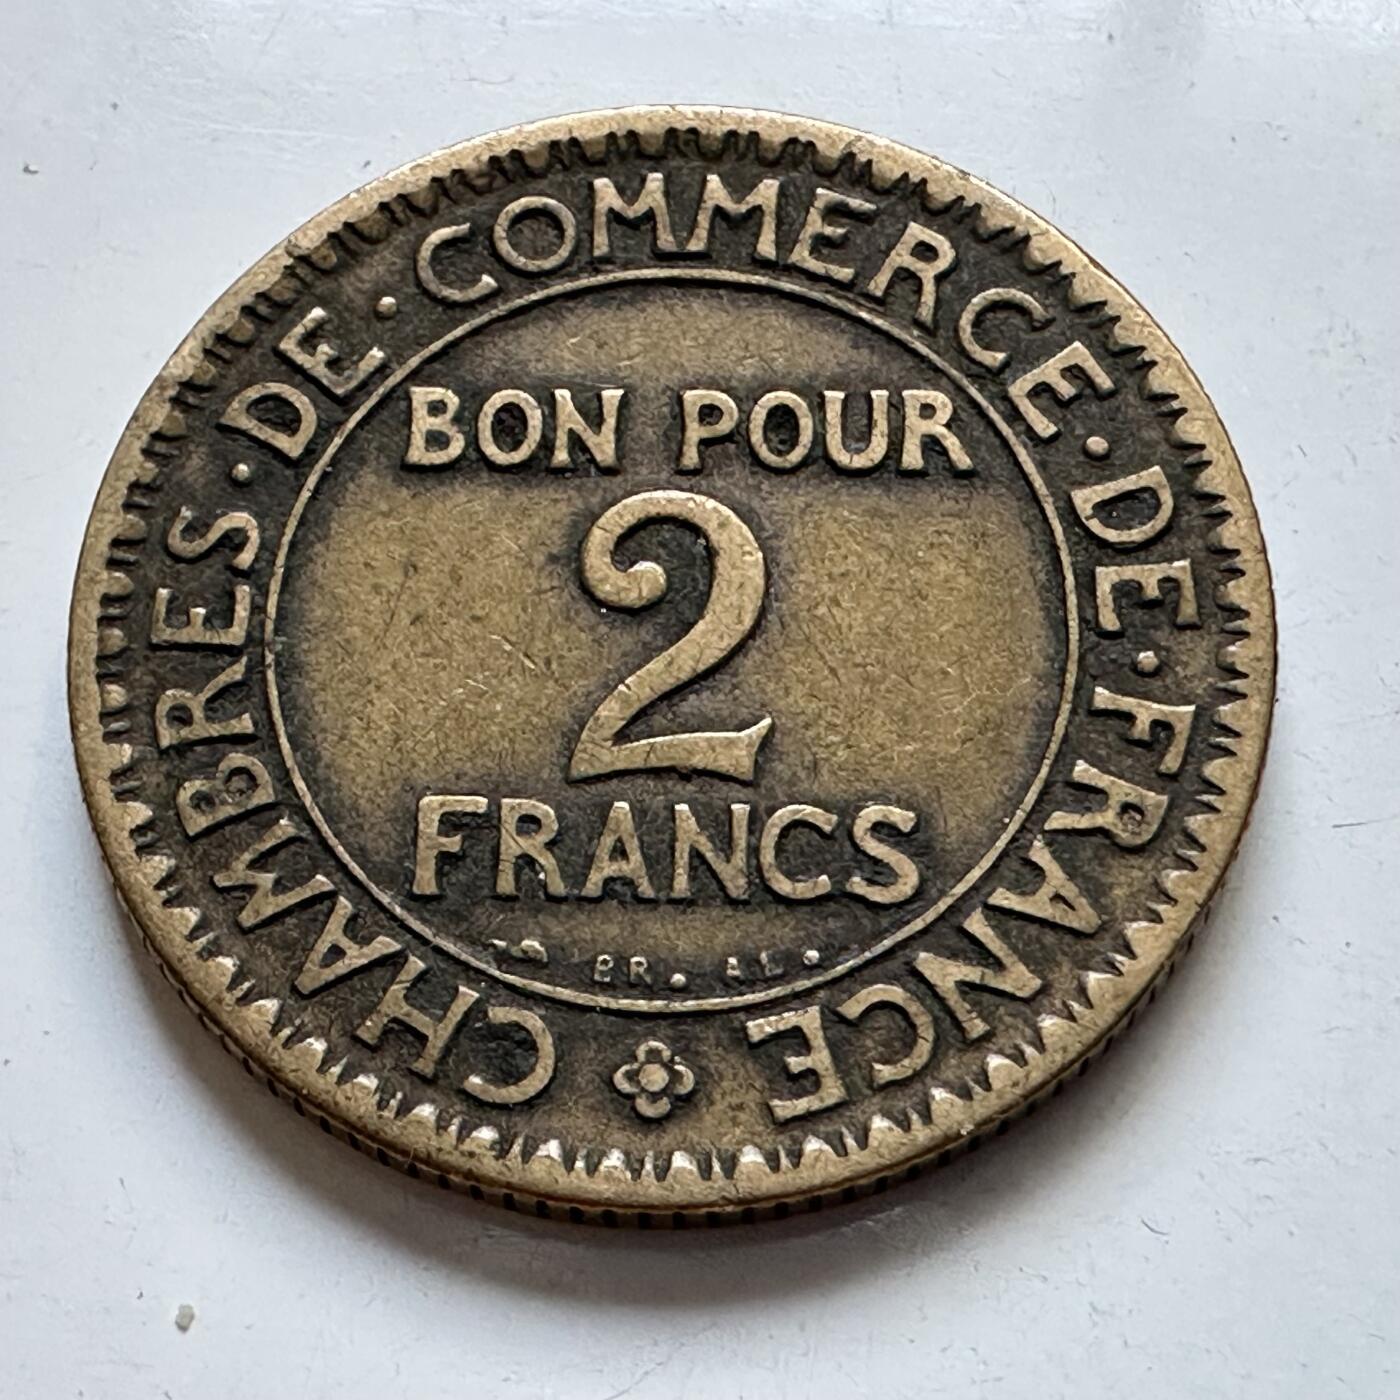 CHAMBRES · DE · COMMERCE · DE · FRANCE
BON POUR
2
FRANCS
BR. AL.